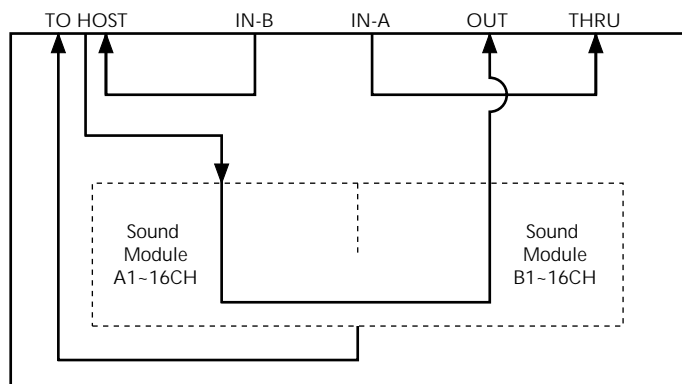 TO HOST IN-B IN-A OUT THRU
Sound
Module
A1~16CH
Sound
Module
B1~16CH